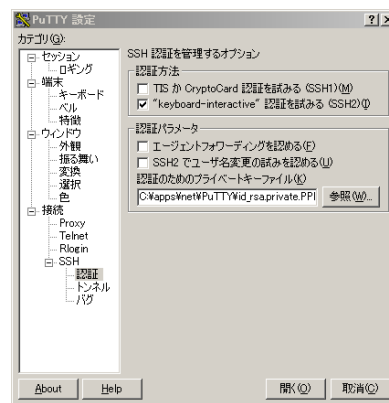 PuTTY 設定
カテゴリ(G):
セッション
ロギング
端末
キーボード
ベル
特徴
ウィンドウ
外観
振る舞い
変換
選択
色
接続
Proxy
Telnet
Rlogin
SSH
認証
トンネル
バグ
SSH 認証を管理するオプション
認証方法
TIS か CryptoCard 認証を試みる (SSH1)(M)
"keyboard-interactive" 認証を試みる (SSH2)(I)
認証パラメータ
エージェントフォワーディングを認める(F)
SSH2 でユーザ名変更の試みを認める(U)
認証のためのプライベートキーファイル(K)
C:¥apps¥net¥PuTTY¥id_rsa.private.PPI
参照(W)...
About
Help
開く(O)
取消(C)